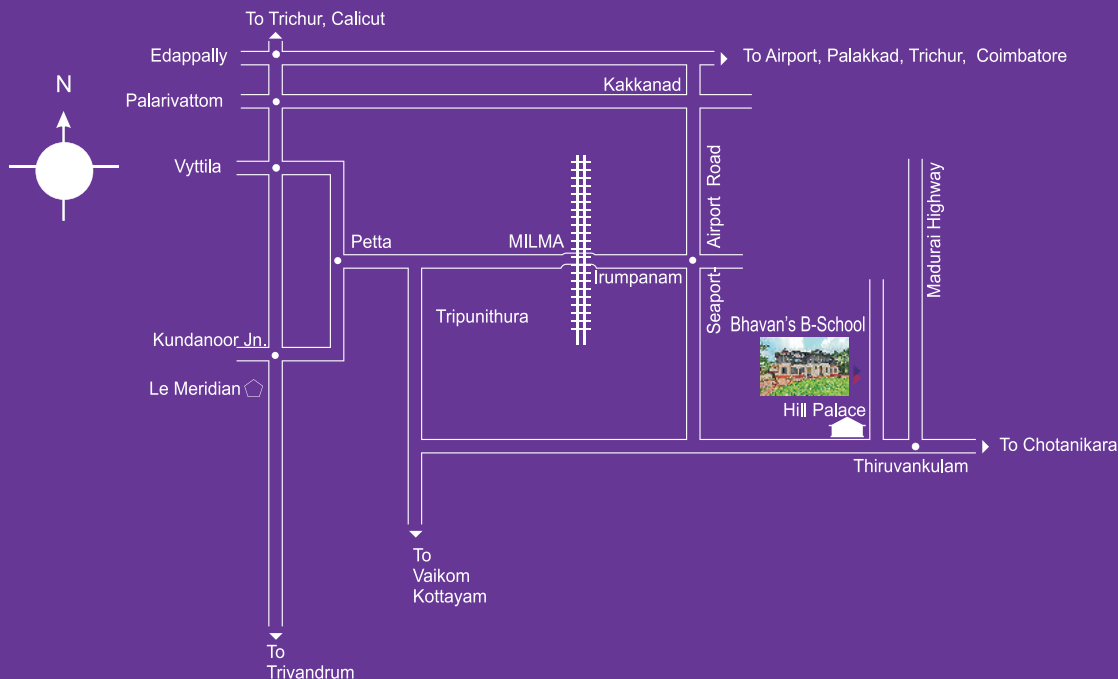 To Trichur, Calicut
Edappally
To Airport, Palakkad, Trichur, Coimbatore
N
Kakkanad
Palarivattom
Vyttila
Seaport- Airport Road
Madurai Highway
Petta
MILMA
Irumpanam
Tripunithura
Bhavan's B-School
Kundanoor Jn.
Le Meridian
Hill Palace
To Chotanikara
Thiruvankulam
To
Vaikom
Kottayam
To
Trivandrum